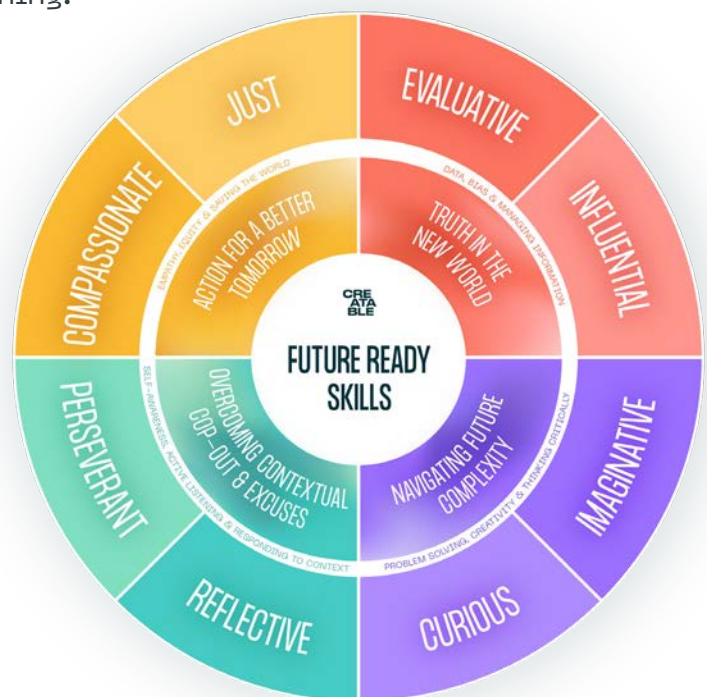 JUST
EVALUATIVE
COMPASSIONATE
INFLUENTIAL
EMPATHY, EQUITY & SAVING THE WORLD
DATA, BIAS & MANAGING INFORMATION
ACTION FOR A BETTER
TOMORROW
TRUTH IN THE
NEW WORLD
CRE
ATA
BLE
FUTURE READY
SKILLS
OVERCOMING CONTEXTUAL
COP-OUT & EXCUSES
NAVIGATING FUTURE
COMPLEXITY
SELF-AWARENESS, ACTIVE LISTENING & RESPONDING TO CONTEXT
PROBLEM SOLVING, CREATIVITY & THINKING CRITICALLY
PERSEVERANT
IMAGINATIVE
REFLECTIVE
CURIOUS